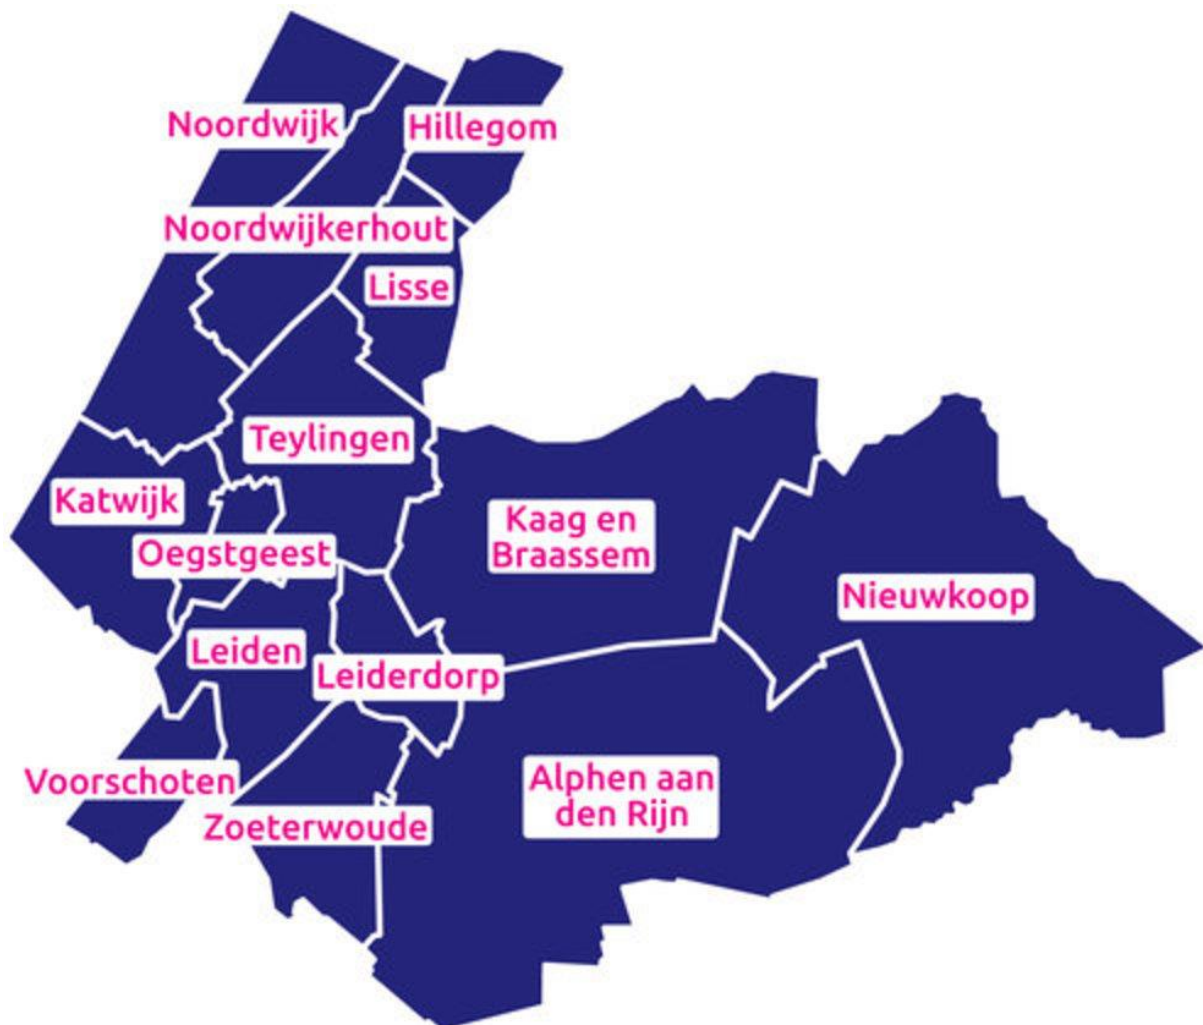 Noordwijk
Hillegom
Noordwijkerhout
Lisse
Teylingen
Katwijk
Kaag en
Braassem
Oegstgeest
Nieuwkoop
Leiden
Leiderdorp
Voorschoten
Alphen aan
den Rijn
Zoeterwoude